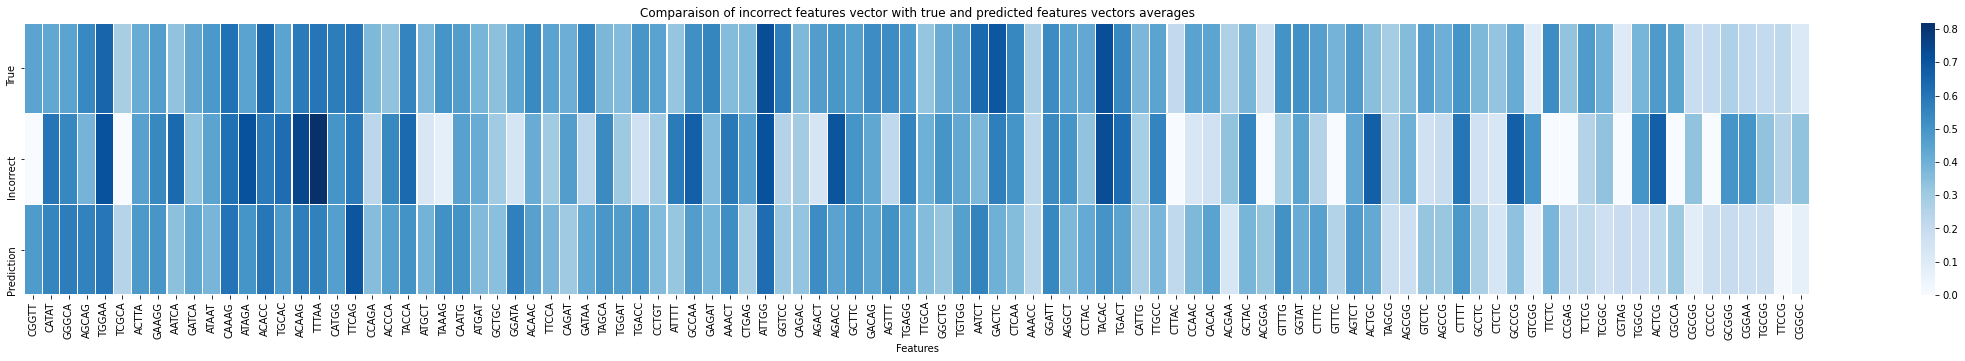 Comparaison of incorrect features vector with true and predicted features vectors averages
True
Incorrect
Prediction
0.8
0.7
0.6
0.5
0.4
0.3
0.2
0.1
0.0
CGGTT CATAT GGGCA AGCAG TGGAA TCGCA ACTTA GAAGG AATCA GATCA ATAAT CAAAG ATAGA ACACC TGCAC ACAAG TTTAA CATGG TTCAG CCAGA ACCCA TACCA ATGCT TAAAG CAATG ATGAT GCTGC GGATA ACAAC TTCCA CAGAT GATAA TAGCA TGGAT TGACC CCTGT ATTTT GCCAA GAGAT AAACT CTGAG ATTGG GGTCC CAGAC AGACT AGACC GCTTC GACAG AGTTT TGAGG TTGCA GGCTG TGTGG AATCT GACTC CTCAA AAACC GGATT AGGCT CCTAC TACAC TGACT CATTG TTGCC CTTAC CCAAC CACAC ACGAA GCTAC ACGGA GTTTG GGTAT CTTTC GTTTC AGTCT ACTGC TAGCG AGCGG GTCTC AGCCG CTTTT GCCTC CTCTC GCCCG GTCGG TTCTC CCGAG TCTCG TCGGC CGTAG TGGCG ACTCG CGCCA CGCGG CCCCC GCGGG CGGAA TGCGG TTCCG CGGGC
Features